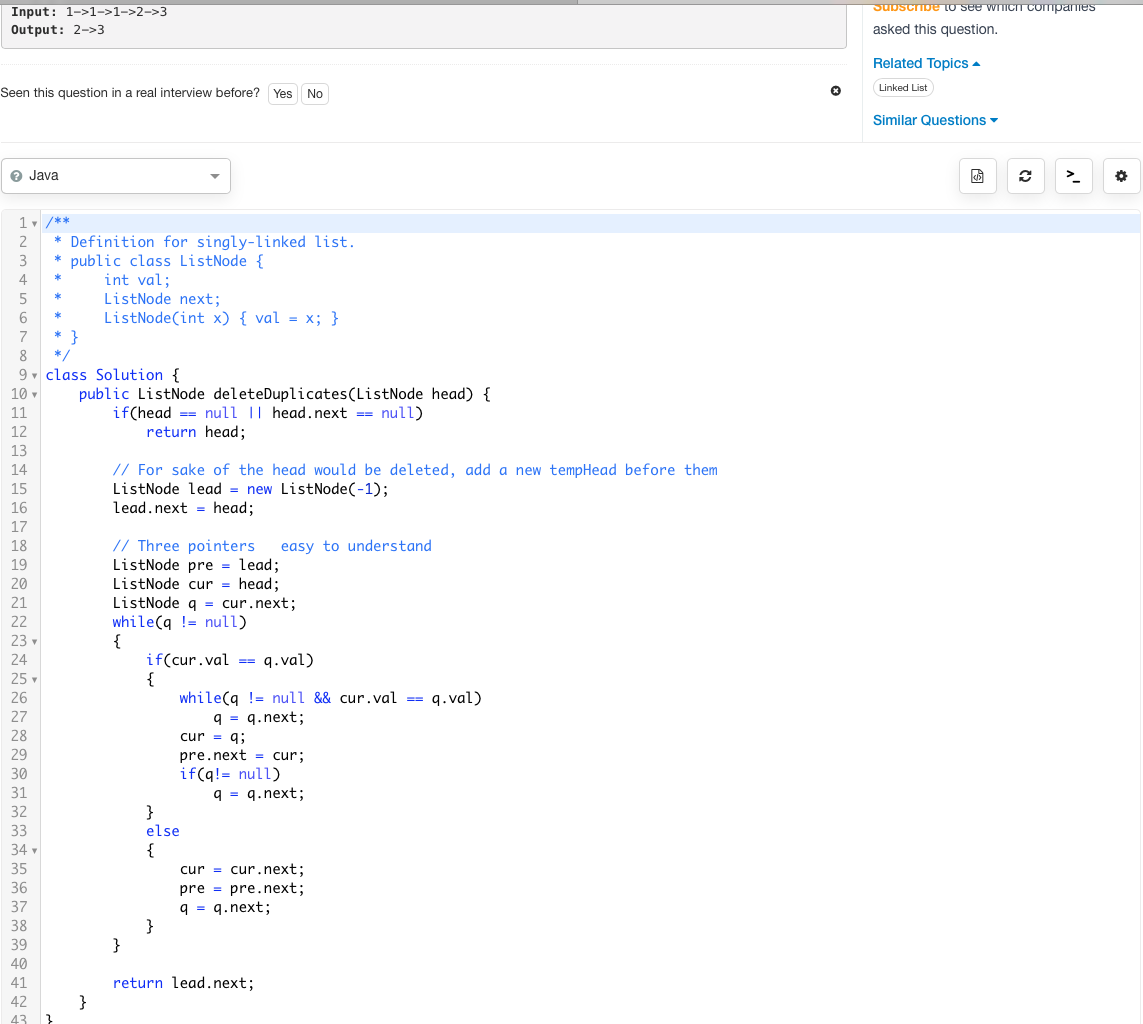 Input: 1->1->1->2->3
Output: 2->3
Subscribe to see which companies
asked this question.
Related Topics
Linked List
Similar Questions
Seen this question in a real interview before? Yes No
Java
1 /**
2  * Definition for singly-linked list.
3  * public class ListNode {
4  *     int val;
5  *     ListNode next;
6  *     ListNode(int x) { val = x; }
7  * }
8  */
9 class Solution {
10     public ListNode deleteDuplicates(ListNode head) {
11         if(head == null || head.next == null)
12             return head;
13
14         // For sake of the head would be deleted, add a new tempHead before them
15         ListNode lead = new ListNode(-1);
16         lead.next = head;
17
18         // Three pointers   easy to understand
19         ListNode pre = lead;
20         ListNode cur = head;
21         ListNode q = cur.next;
22         while(q != null)
23         {
24             if(cur.val == q.val)
25             {
26                 while(q != null && cur.val == q.val)
27                     q = q.next;
28                 cur = q;
29                 pre.next = cur;
30                 if(q!= null)
31                     q = q.next;
32             }
33             else
34             {
35                 cur = cur.next;
36                 pre = pre.next;
37                 q = q.next;
38             }
39         }
40
41         return lead.next;
42     }
43 }